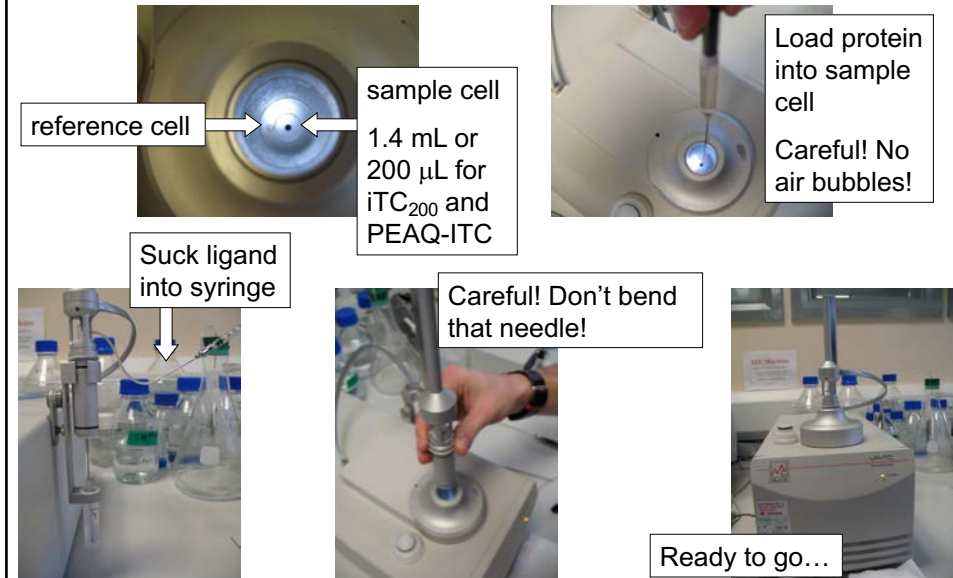 reference cell
sample cell
1.4 mL or
200 μL for
iTC₂₀₀ and
PEAQ-ITC
Load protein
into sample
cell
Careful! No
air bubbles!
Suck ligand
into syringe
Careful! Don't bend
that needle!
Ready to go…